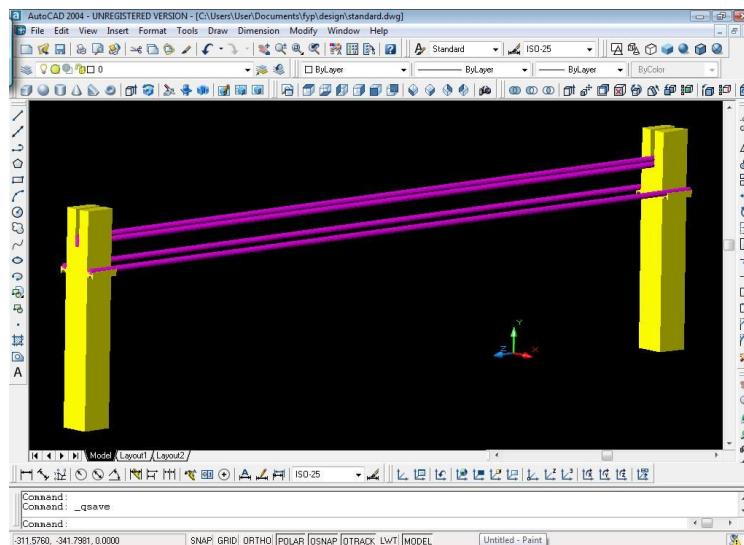 AutoCAD 2004 - UNREGISTERED VERSION - [C:\Users\User\Documents\fyp\design\standard.dwg]
File Edit View Insert Format Tools Draw Dimension Modify Window Help
Standard ISO-25
0 ByLayer ByLayer ByLayer ByColor
Y
Z X
A
Model Layout1 Layout2
ISO-25
Command:
Command: _qsave
Command:
-311.5760, -341.7981, 0.0000 SNAP GRID ORTHO POLAR OSNAP OTRACK LWT MODEL Untitled - Paint